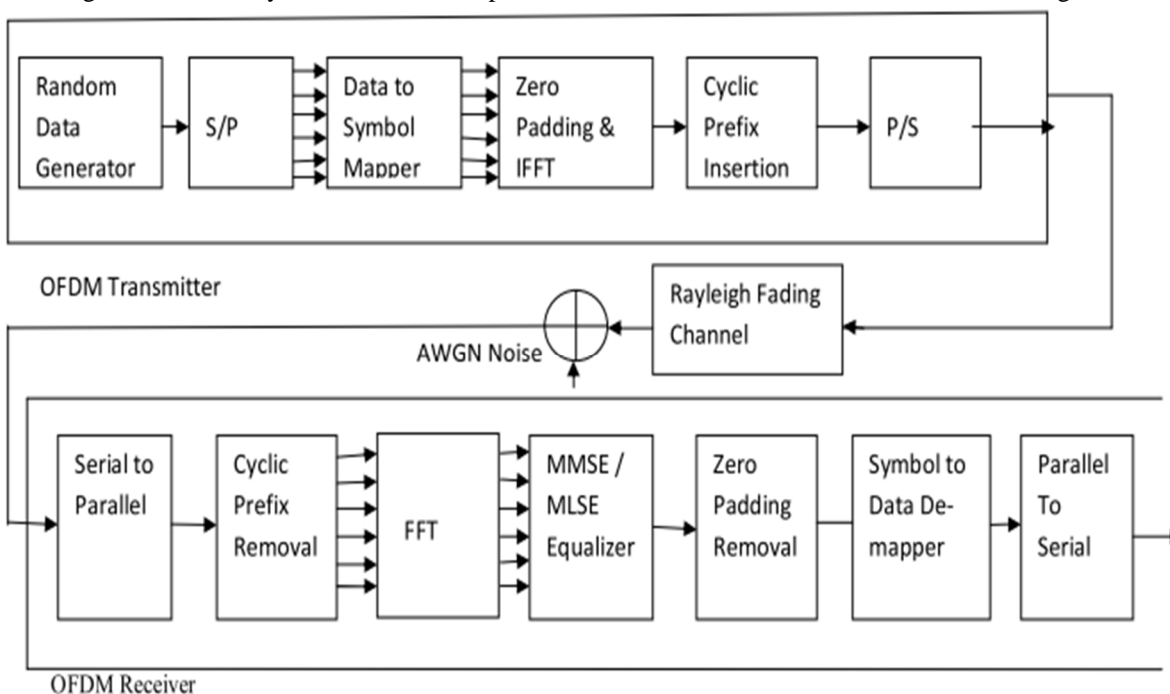 Random
Data
Generator
S/P
Data to
Symbol
Mapper
Zero
Padding &
IFFT
Cyclic
Prefix
Insertion
P/S
OFDM Transmitter
Rayleigh Fading
Channel
AWGN Noise
Serial to
Parallel
Cyclic
Prefix
Removal
FFT
MMSE /
MLSE
Equalizer
Zero
Padding
Removal
Symbol to
Data De-
mapper
Parallel
To
Serial
OFDM Receiver